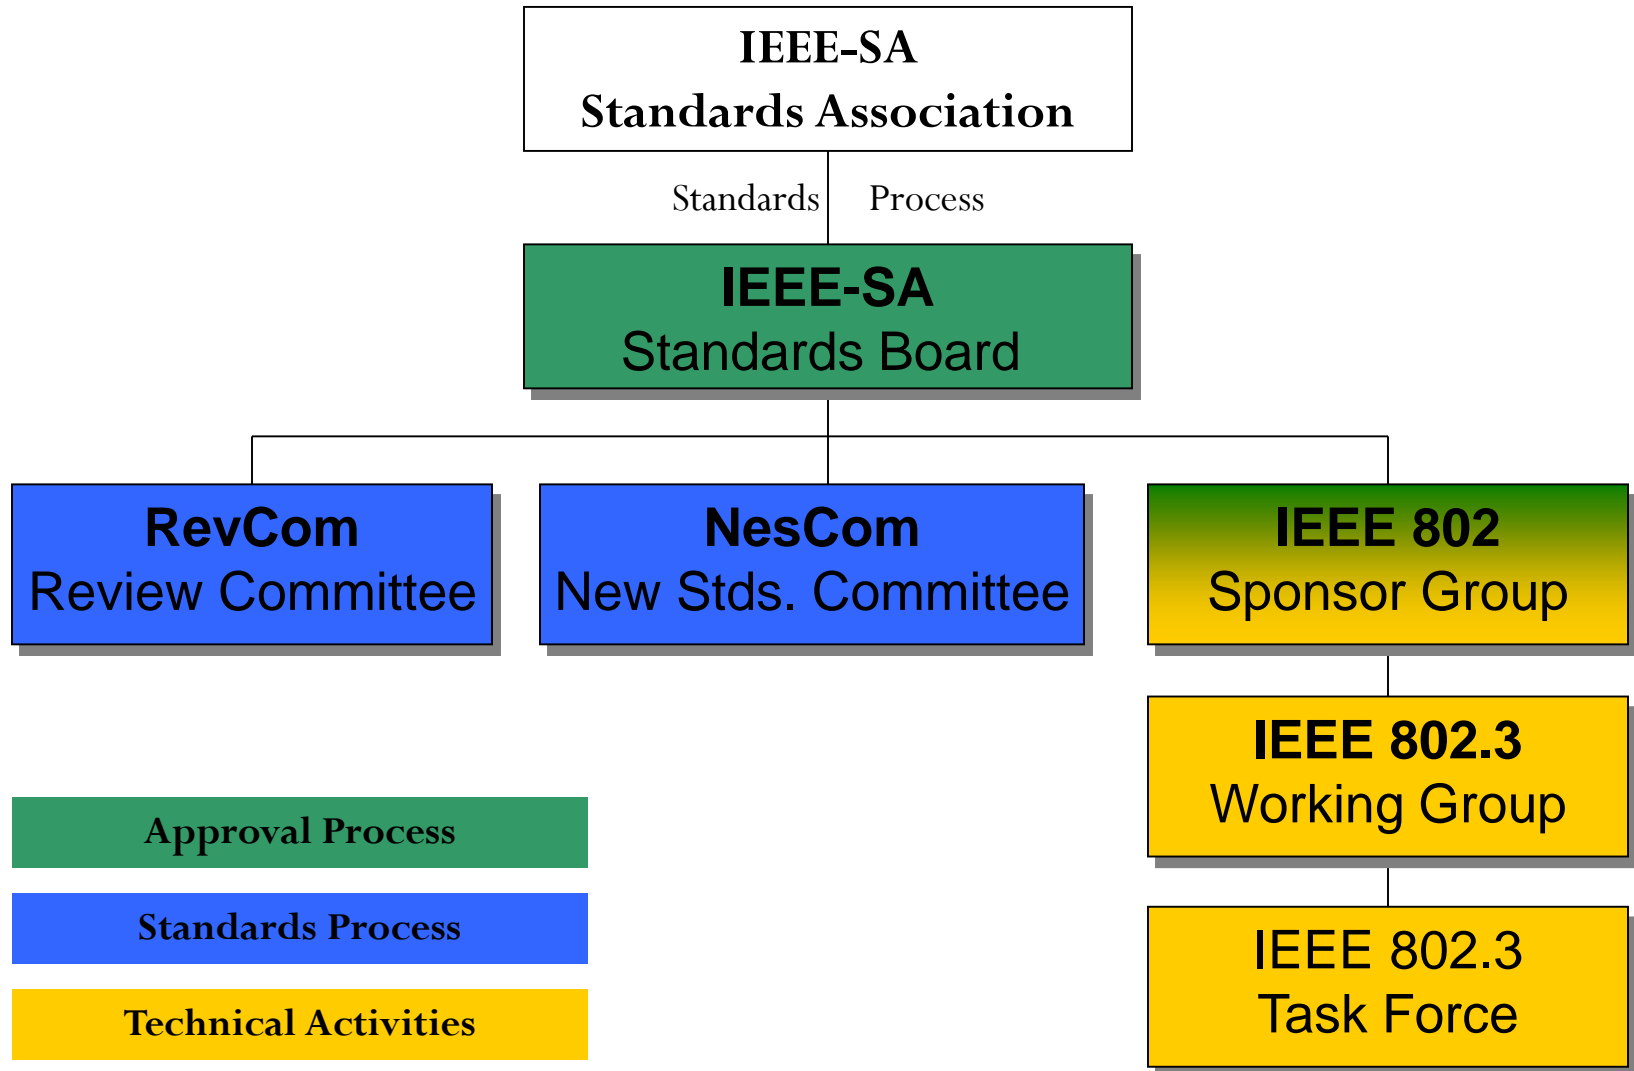 IEEE-SA
Standards Association
Standards Process
IEEE-SA
Standards Board
RevCom
Review Committee
NesCom
New Stds. Committee
IEEE 802
Sponsor Group
IEEE 802.3
Working Group
IEEE 802.3
Task Force
Approval Process
Standards Process
Technical Activities